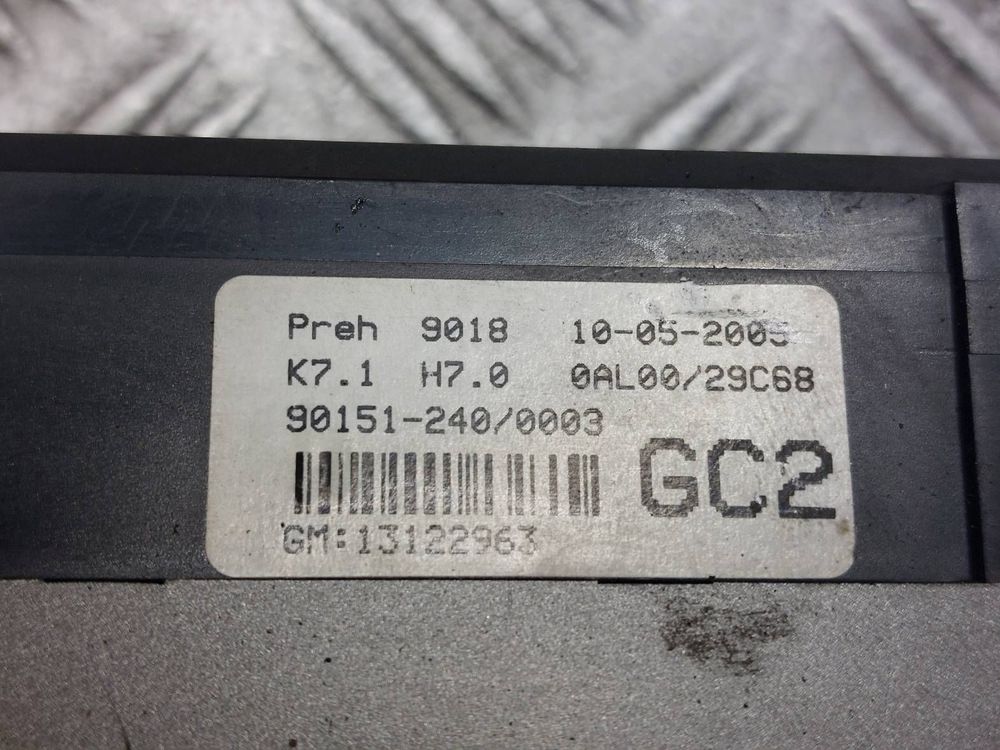 Preh 9018 10-05-2005
K7.1 H7.0 0AL00/29C68
90151-240/0003
GC2
GM:13122963